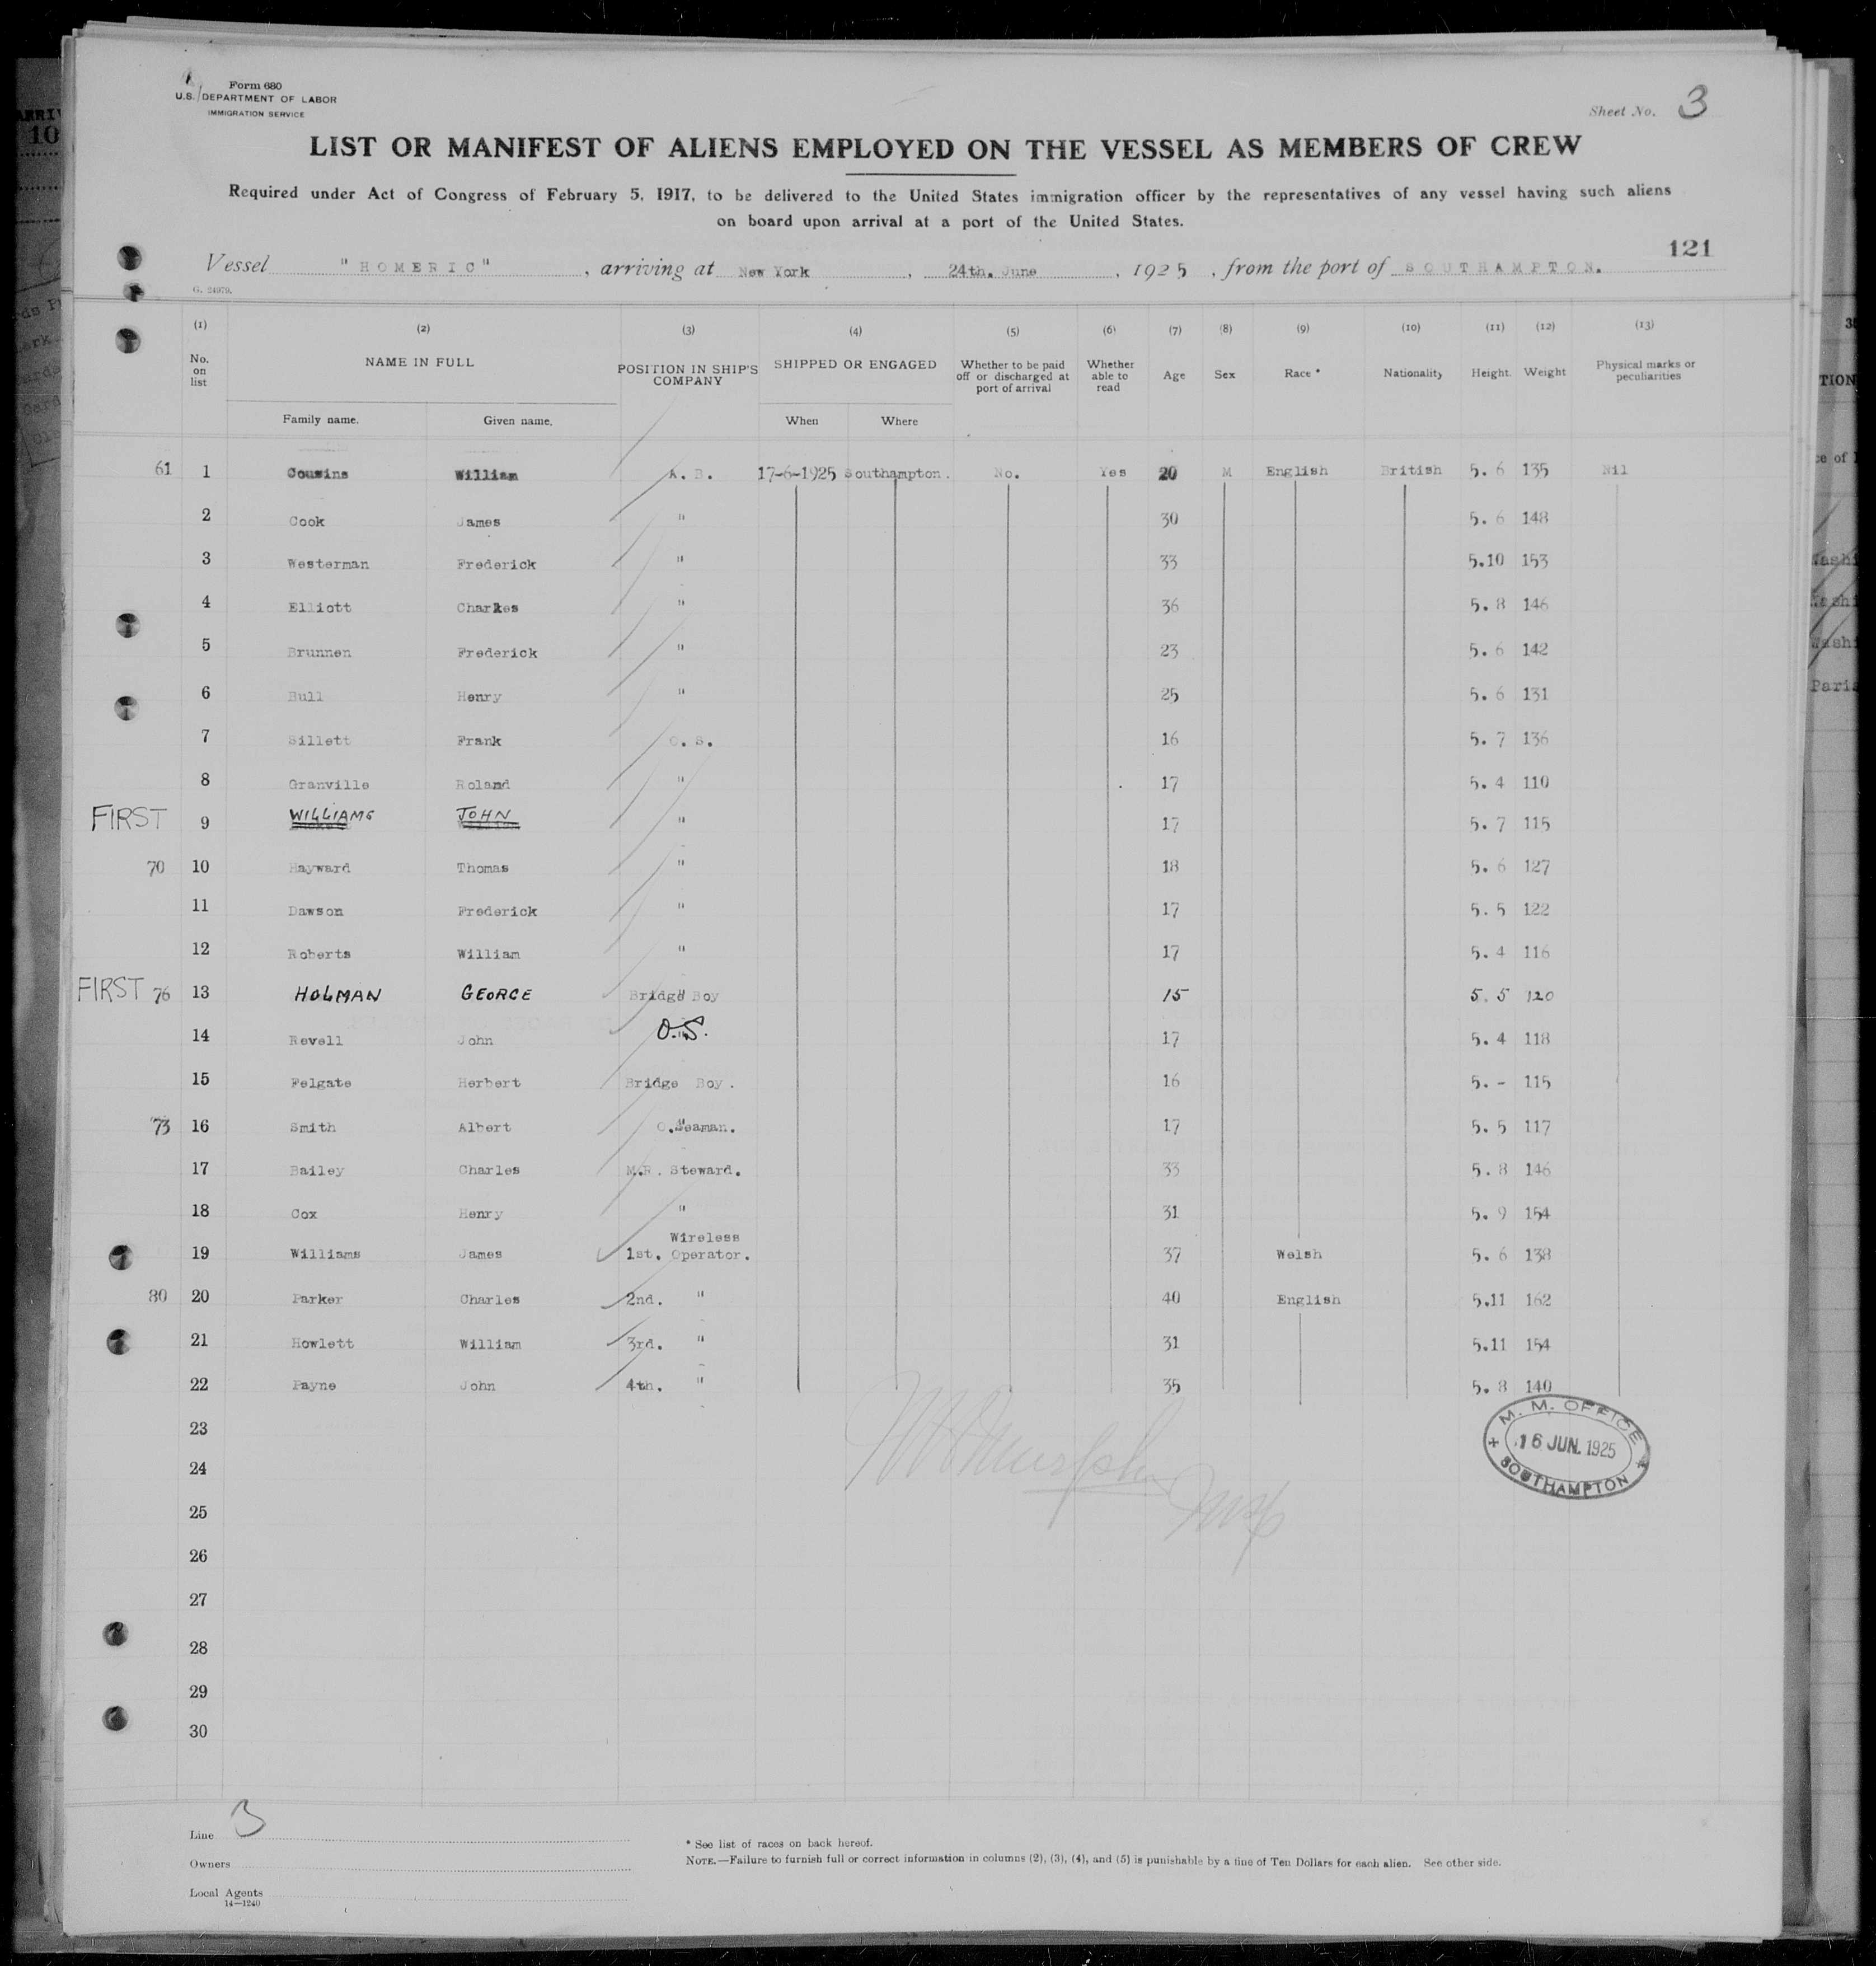 Form 680
U.S. DEPARTMENT OF LABOR
IMMIGRATION SERVICE
Sheet No. 3
LIST OR MANIFEST OF ALIENS EMPLOYED ON THE VESSEL AS MEMBERS OF CREW
Required under Act of Congress of February 5, 1917, to be delivered to the United States immigration officer by the representatives of any vessel having such aliens
on board upon arrival at a port of the United States.
121
Vessel "HOMERIC", arriving at New York, 24th. June, 1925, from the port of SOUTHAMPTON.
G. 24979.
(1) (2) (3) (4) (5) (6) (7) (8) (9) (10) (11) (12) (13)
No. on list NAME IN FULL POSITION IN SHIP'S COMPANY SHIPPED OR ENGAGED Whether to be paid off or discharged at port of arrival Whether able to read Age Sex Race * Nationality Height. Weight Physical marks or peculiarities
Family name. Given name. When Where
61 1 Cousins William A. B. 17-6-1925 Southampton. No. Yes 20 M English British 5. 6 135 Nil
2 Cook James " 30 5. 6 148
3 Westerman Frederick " 33 5.10 153
4 Elliott Charles " 36 5. 8 146
5 Brunnen Frederick " 23 5. 6 142
6 Bull Henry " 25 5. 6 131
7 Sillett Frank O. S. 16 5. 7 136
8 Granville Roland " 17 5. 4 110
FIRST 9 WILLIAMS JOHN " 17 5. 7 115
70 10 Hayward Thomas " 18 5. 6 127
11 Dawson Frederick " 17 5. 5 122
12 Roberts William " 17 5. 4 116
FIRST 76 13 HOLMAN GEORGE Bridge Boy 15 5. 5 120
14 Revell John O.S. 17 5. 4 118
15 Felgate Herbert Bridge Boy. 16 5. - 115
73 16 Smith Albert O.Seaman. 17 5. 5 117
17 Bailey Charles M.R. Steward. 33 5. 8 146
18 Cox Henry " 31 5. 9 154
Wireless
19 Williams James 1st. Operator. 37 Welsh 5. 6 138
80 20 Parker Charles 2nd. " 40 English 5.11 162
21 Howlett William 3rd. " 31 5.11 154
22 Payne John 4th. " 35 5. 8 140
23
M. M. OFFICE
16 JUN. 1925
SOUTHAMPTON
24
25
26
27
28
29
30
Line 3
Owners
Local Agents
14—1240
* See list of races on back hereof.
NOTE.—Failure to furnish full or correct information in columns (2), (3), (4), and (5) is punishable by a fine of Ten Dollars for each alien. See other side.